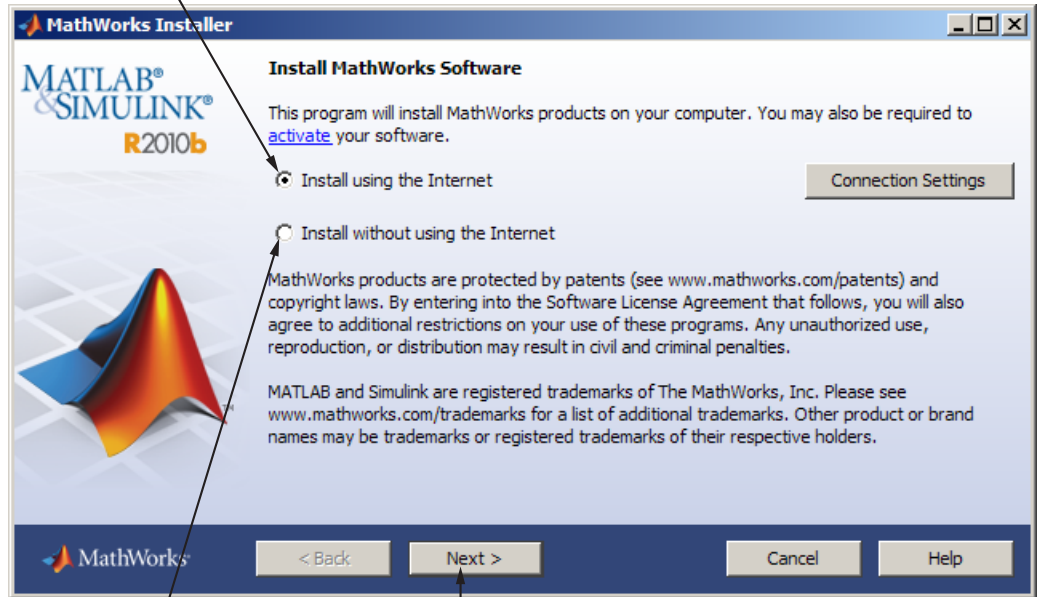 MathWorks Installer
MATLAB®
&SIMULINK®
R2010b
Install MathWorks Software
This program will install MathWorks products on your computer. You may also be required to
activate your software.
Install using the Internet
Connection Settings
Install without using the Internet
MathWorks products are protected by patents (see www.mathworks.com/patents) and
copyright laws. By entering into the Software License Agreement that follows, you will also
agree to additional restrictions on your use of these programs. Any unauthorized use,
reproduction, or distribution may result in civil and criminal penalties.
MATLAB and Simulink are registered trademarks of The MathWorks, Inc. Please see
www.mathworks.com/trademarks for a list of additional trademarks. Other product or brand
names may be trademarks or registered trademarks of their respective holders.
™
MathWorks
< Back
Next >
Cancel
Help